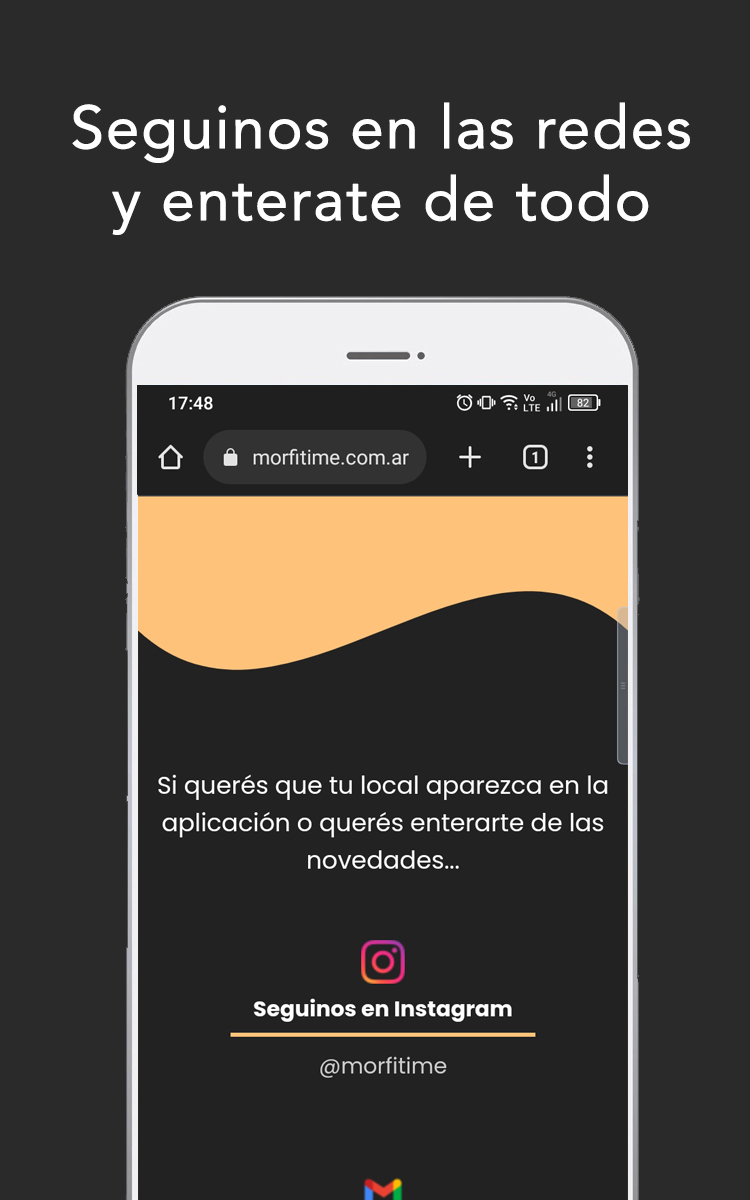 Seguinos en las redes
y enterate de todo
17:48
Vo
LTE
4G
82
morfitime.com.ar
1
Si querés que tu local aparezca en la
aplicación o querés enterarte de las
novedades...
Seguinos en Instagram
@morfitime